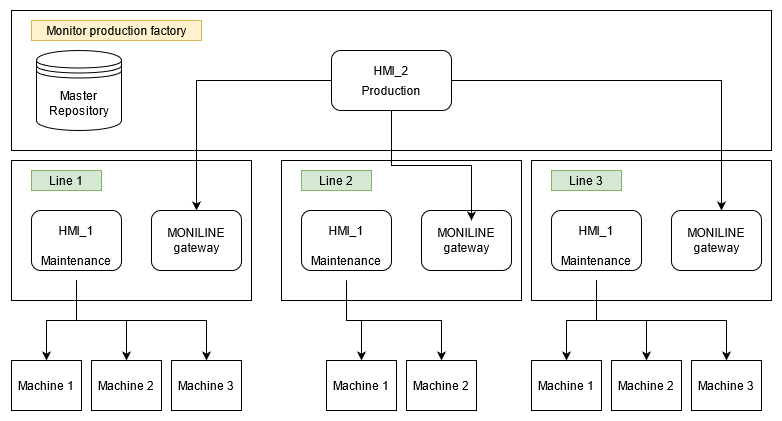 Monitor production factory
Master
Repository
HMI_2
Production
Line 1
HMI_1
Maintenance
MONILINE
gateway
Line 2
HMI_1
Maintenance
MONILINE
gateway
Line 3
HMI_1
Maintenance
MONILINE
gateway
Machine 1
Machine 2
Machine 3
Machine 1
Machine 2
Machine 1
Machine 2
Machine 3